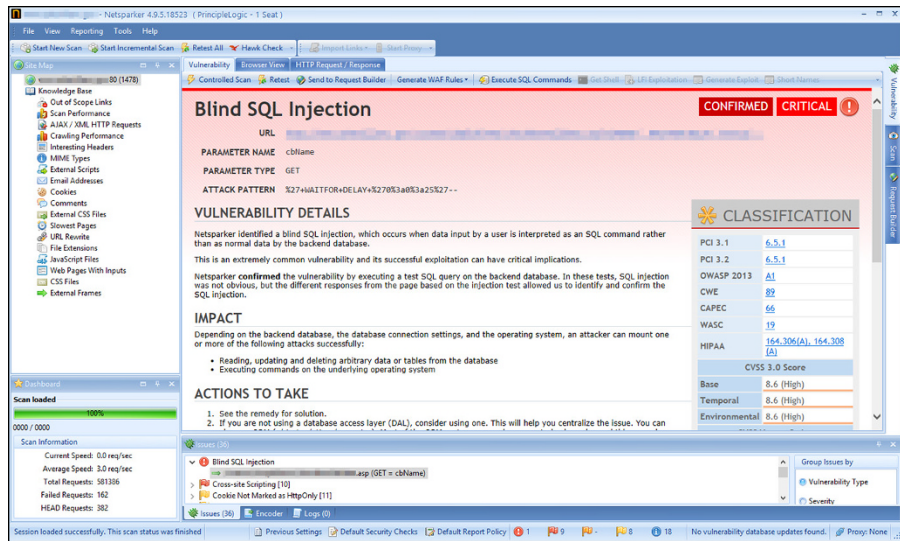 - Netsparker 4.9.5.18523 ( PrincipleLogic - 1 Seat )
File View Reporting Tools Help
Start New Scan Start Incremental Scan Retest All Hawk Check Import Links Start Proxy
Site Map
80 (1478)
Knowledge Base
Out of Scope Links
Scan Performance
AJAX / XML HTTP Requests
Crawling Performance
Interesting Headers
MIME Types
External Scripts
Email Addresses
Cookies
Comments
External CSS Files
Slowest Pages
URL Rewrite
File Extensions
JavaScript Files
Web Pages With Inputs
CSS Files
External Frames
Vulnerability Browser View HTTP Request / Response
Controlled Scan Retest Send to Request Builder Generate WAF Rules Execute SQL Commands Get Shell LFI Exploitation Generate Exploit Short Names
Blind SQL Injection
CONFIRMED CRITICAL
URL
PARAMETER NAME cbName
PARAMETER TYPE GET
ATTACK PATTERN %27+WAITFOR+DELAY+%270%3a0%3a25%27--
VULNERABILITY DETAILS
Netsparker identified a blind SQL injection, which occurs when data input by a user is interpreted as an SQL command rather
than as normal data by the backend database.
This is an extremely common vulnerability and its successful exploitation can have critical implications.
Netsparker confirmed the vulnerability by executing a test SQL query on the backend database. In these tests, SQL injection
was not obvious, but the different responses from the page based on the injection test allowed us to identify and confirm the
SQL injection.
IMPACT
Depending on the backend database, the database connection settings, and the operating system, an attacker can mount one
or more of the following attacks successfully:
• Reading, updating and deleting arbitrary data or tables from the database
• Executing commands on the underlying operating system
ACTIONS TO TAKE
1. See the remedy for solution.
2. If you are not using a database access layer (DAL), consider using one. This will help you centralize the issue. You can
CLASSIFICATION
PCI 3.1 6.5.1
PCI 3.2 6.5.1
OWASP 2013 A1
CWE 89
CAPEC 66
WASC 19
HIPAA 164.306(A), 164.308
(A)
CVSS 3.0 Score
Base 8.6 (High)
Temporal 8.6 (High)
Environmental 8.6 (High)
Vulnerability
Scan
Request Builder
Dashboard
Scan loaded
100%
0000 / 0000
Scan Information
Current Speed: 0.0 req/sec
Average Speed: 3.0 req/sec
Total Requests: 581386
Failed Requests: 162
HEAD Requests: 382
Issues (36)
Blind SQL Injection
.asp (GET = cbName)
Cross-site Scripting [10]
Cookie Not Marked as HttpOnly [11]
Group Issues by
Vulnerability Type
Severity
Issues (36) Encoder Logs (0)
Session loaded successfully. This scan status was finished Previous Settings Default Security Checks Default Report Policy 1 9 - 8 18 No vulnerability database updates found. Proxy: None